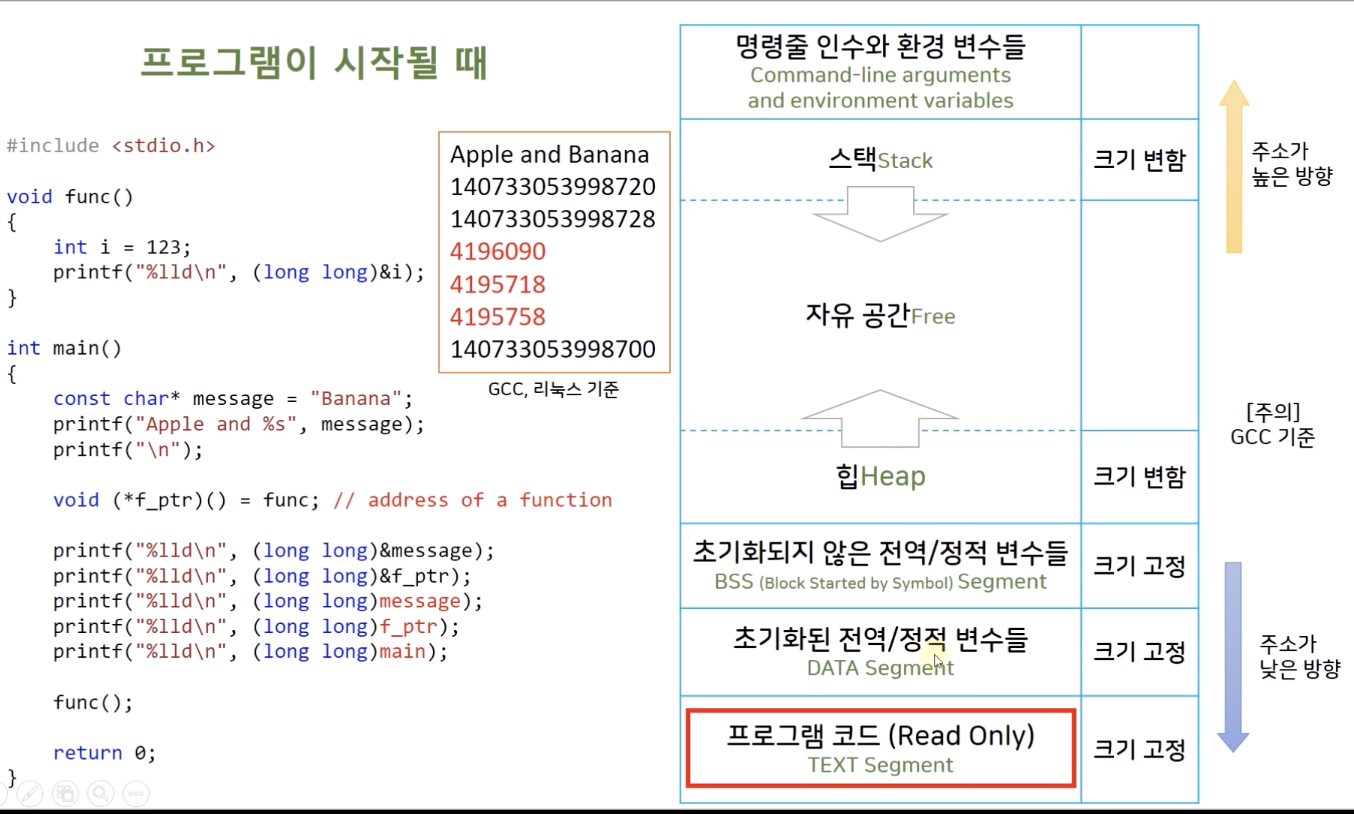 프로그램이 시작될 때
#include <stdio.h>
void func()
{
int i = 123;
printf("%lld\n", (long long)&i);
}
int main()
{
const char* message = "Banana";
printf("Apple and %s", message);
printf("\n");
void (*f_ptr)() = func; // address of a function
printf("%lld\n", (long long)&message);
printf("%lld\n", (long long)&f_ptr);
printf("%lld\n", (long long)message);
printf("%lld\n", (long long)f_ptr);
printf("%lld\n", (long long)main);
func();
return 0;
}
Apple and Banana
140733053998720
140733053998728
4196090
4195718
4195758
140733053998700
GCC, 리눅스 기준
명령줄 인수와 환경 변수들
Command-line arguments
and environment variables
스택Stack
크기 변함
자유 공간Free
힙Heap
크기 변함
초기화되지 않은 전역/정적 변수들
BSS (Block Started by Symbol) Segment
크기 고정
초기화된 전역/정적 변수들
DATA Segment
크기 고정
프로그램 코드 (Read Only)
TEXT Segment
크기 고정
주소가
높은 방향
[주의]
GCC 기준
주소가
낮은 방향